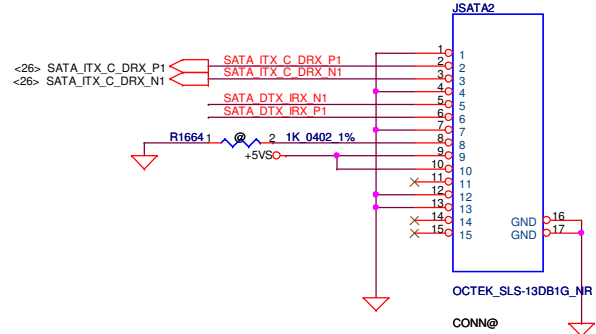 JSATA2
<26> SATA_ITX_C_DRX_P1
<26> SATA_ITX_C_DRX_N1
SATA_ITX_C_DRX_P1
SATA_ITX_C_DRX_N1
SATA_DTX_IRX_N1
SATA_DTX_IRX_P1
R1664 1 @ 2 1K_0402_1%
+5VS
1 1
2 2
3 3
4 4
5 5
6 6
7 7
8 8
9 9
10 10
11 11
12 12
13 13
14 14
15 15
GND 16
GND 17
OCTEK_SLS-13DB1G_NR
CONN@